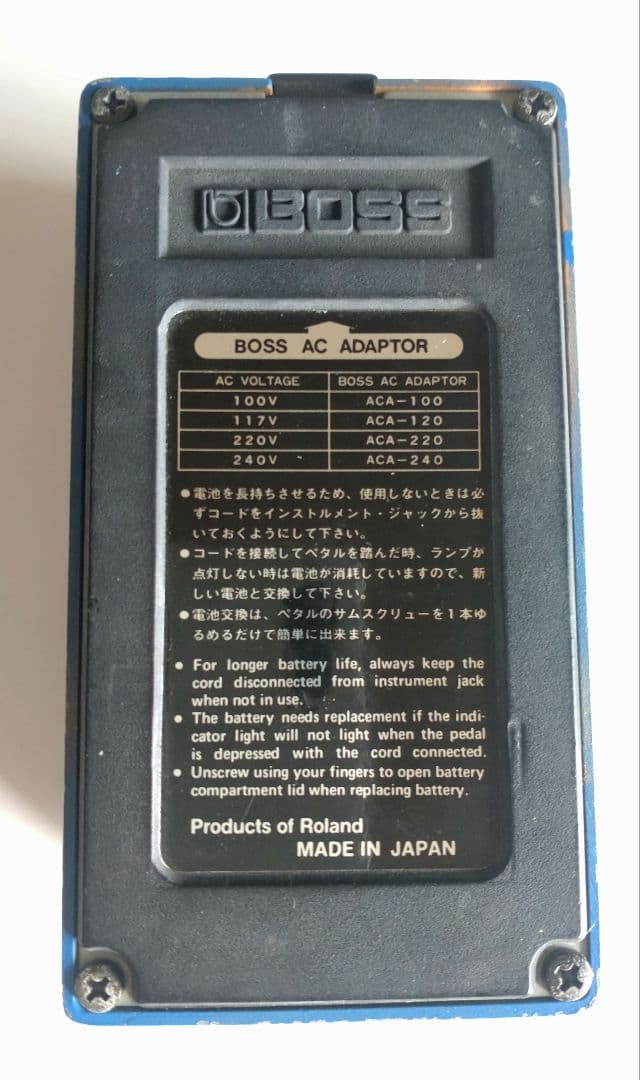 BOSS
BOSS AC ADAPTOR
AC VOLTAGE BOSS AC ADAPTOR
100V ACA-100
117V ACA-120
220V ACA-220
240V ACA-240
●電池を長持ちさせるため、使用しないときは必
ずコードをインストルメント・ジャックから抜
いておくようにして下さい。
●コードを接続してペタルを踏んだ時、ランプが
点灯しない時は電池が消耗していますので、新
しい電池と交換して下さい。
●電池交換は、ペタルのサムスクリューを1本ゆ
るめるだけで簡単に出来ます。
● For longer battery life, always keep the
cord disconnected from instrument jack
when not in use.
● The battery needs replacement if the indi-
cator light will not light when the pedal
is depressed with the cord connected.
● Unscrew using your fingers to open battery
compartment lid when replacing battery.
Products of Roland
MADE IN JAPAN